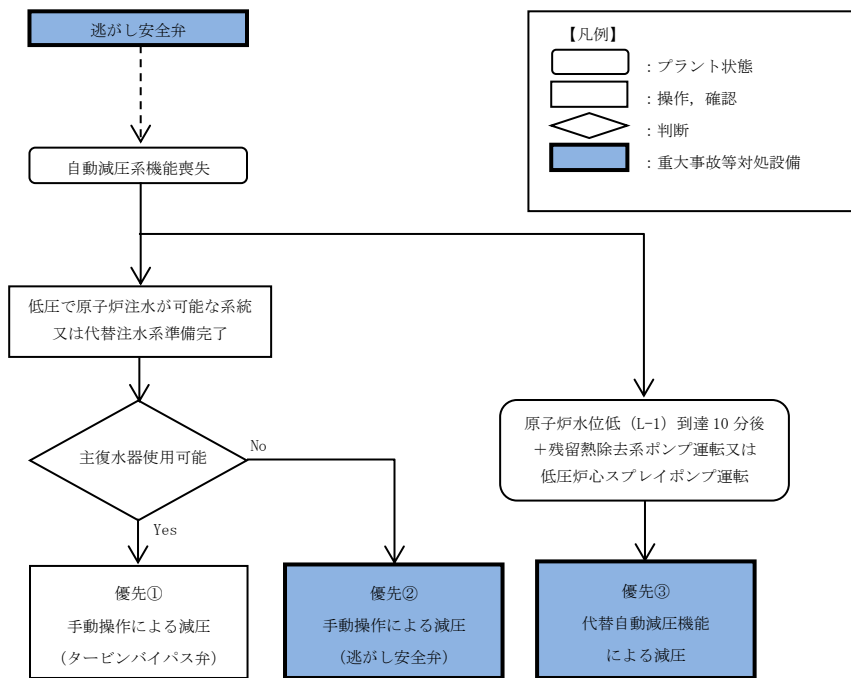 逃がし安全弁
【凡例】
：プラント状態
：操作，確認
：判断
：重大事故等対処設備
自動減圧系機能喪失
低圧で原子炉注水が可能な系統
又は代替注水系準備完了
主復水器使用可能
No
Yes
原子炉水位低（L-1）到達 10 分後
＋残留熱除去系ポンプ運転又は
低圧炉心スプレイポンプ運転
優先①
手動操作による減圧
（タービンバイパス弁）
優先②
手動操作による減圧
（逃がし安全弁）
優先③
代替自動減圧機能
による減圧